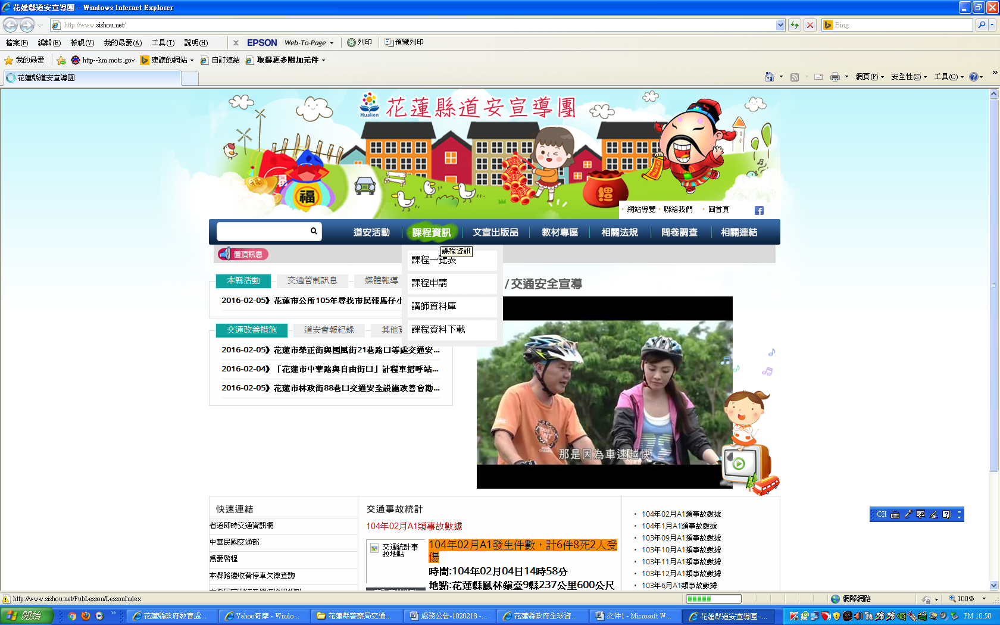 花蓮縣道安宣導團 - Windows Internet Explorer
http://www.sishou.net/
Bing
檔案(F) 編輯(E) 檢視(V) 我的最愛(A) 工具(T) 說明(H)
x EPSON Web-To-Page 列印 預覽列印
我的最愛 http--km.motc.gov 建議的網站 自訂連結 取得更多附加元件
花蓮縣道安宣導團
網頁(P) 安全性(S) 工具(O) »
Hualien 花蓮縣道安宣導團
福
網站導覽 聯絡我們 回首頁
道安活動 課程資訊 文宣出版品 教材專區 相關法規 問卷調查 相關連結
課程資訊
置頂訊息
課程一覽表
課程申請
講師資料庫
課程資料下載
本縣活動 交通管制訊息 媒體報導
/ 交通安全宣導
2016-02-05》花蓮市公所105年尋找市民報馬仔小
交通改善措施 道安會報紀錄 其他
2016-02-05》花蓮市榮正街與國風街21巷路口等處交通安...
2016-02-04》「花蓮市中華路與自由街口」計程車招呼站...
2016-02-05》花蓮市林政街88巷口交通安全設施改善會勘...
那是因為車速越快
快速連結
省道即時交通資訊網
中華民國交通部
為愛啓程
本縣路邊收費停車欠繳查詢
交通事故統計
104年02月A1類事故數據
交通統計事故地點
104年02月A1發生件數，計6件8死2人受傷
時間:104年02月04日14時58分
地點:花蓮縣鳳林鎮臺9縣237公里600公尺
104年02月A1類事故數據
104年1月A1類事故數據
103年09月A1類事故數據
103年10月A1類事故數據
103年11月A1類事故數據
103年12月A1類事故數據
103年6月A1類事故數據
CH
http://www.sishou.net/PubLesson/LessonIndex
網際網路
100%
開始
花蓮縣政府教育處...
Yahoo奇摩 - Windo...
花蓮縣警察局交通...
處務公告-1020218 -...
花蓮縣政府全球資...
文件1 - Microsoft W...
花蓮縣道安宣導團 -...
PM 10:50